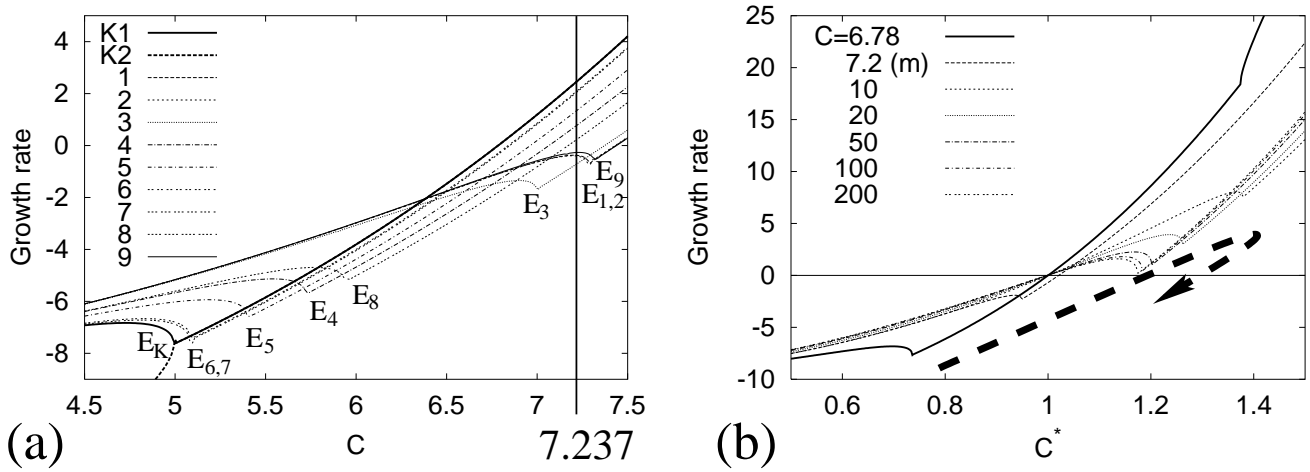 4
2
0
-2
-4
-6
-8
Growth rate
K1
K2
1
2
3
4
5
6
7
8
9
E9
E1,2
E3
E8
E4
E5
E6,7
EK
4.5 5 5.5 6 6.5 7 7.5
C
7.237
(a)
25
20
15
10
5
0
-5
-10
Growth rate
C=6.78
7.2 (m)
10
20
50
100
200
0.6 0.8 1 1.2 1.4
C*
(b)